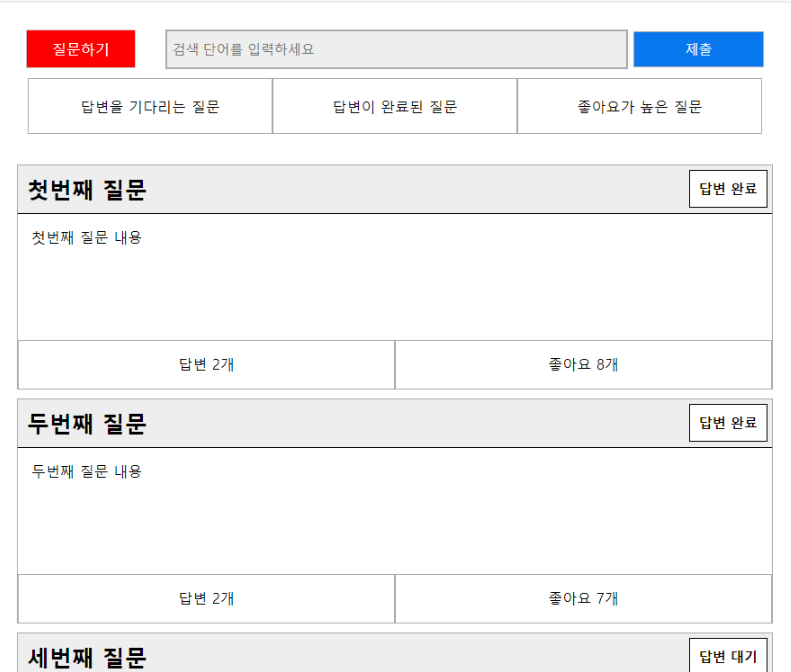 질문하기
검색 단어를 입력하세요
제출
답변을 기다리는 질문
답변이 완료된 질문
좋아요가 높은 질문
첫번째 질문
답변 완료
첫번째 질문 내용
답변 2개
좋아요 8개
두번째 질문
답변 완료
두번째 질문 내용
답변 2개
좋아요 7개
세번째 질문
답변 대기